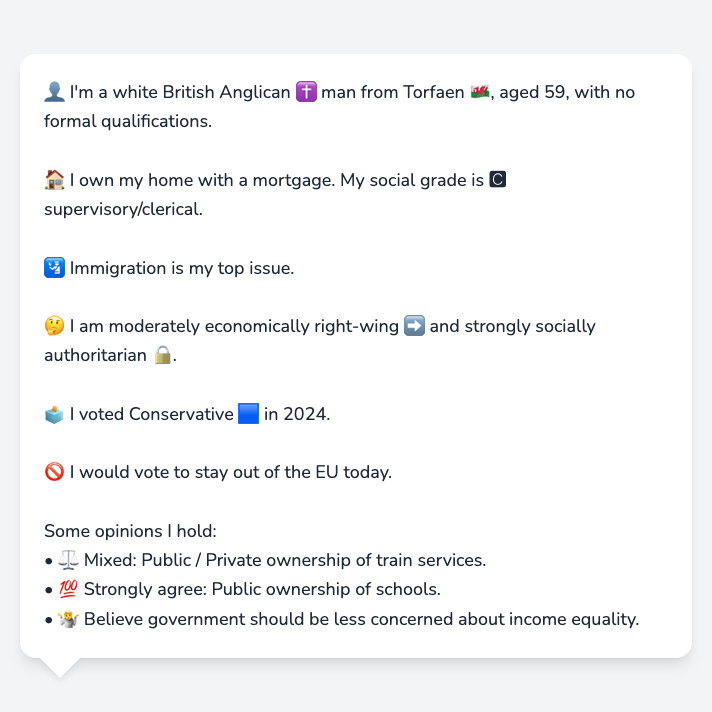 👤 I'm a white British Anglican ✝️ man from Torfaen 🏴󠁧󠁢󠁷󠁬󠁳󠁿, aged 59, with no
formal qualifications.
🏠 I own my home with a mortgage. My social grade is 🅲
supervisory/clerical.
🛂 Immigration is my top issue.
🤔 I am moderately economically right-wing ➡️ and strongly socially
authoritarian 🔒.
🗳️ I voted Conservative 🟦 in 2024.
🚫 I would vote to stay out of the EU today.
Some opinions I hold:
• ⚖️ Mixed: Public / Private ownership of train services.
• 💯 Strongly agree: Public ownership of schools.
• 🤷 Believe government should be less concerned about income equality.